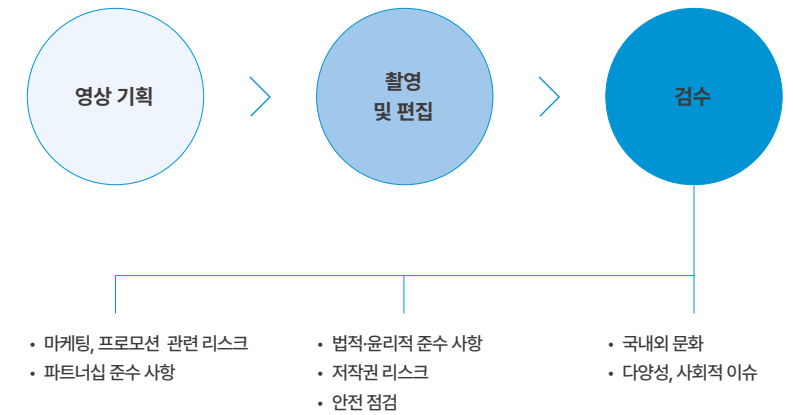 영상 기획
촬영
및 편집
검수
• 마케팅, 프로모션 관련 리스크
• 파트너십 준수 사항
• 법적·윤리적 준수 사항
• 저작권 리스크
• 안전 점검
• 국내외 문화
• 다양성, 사회적 이슈